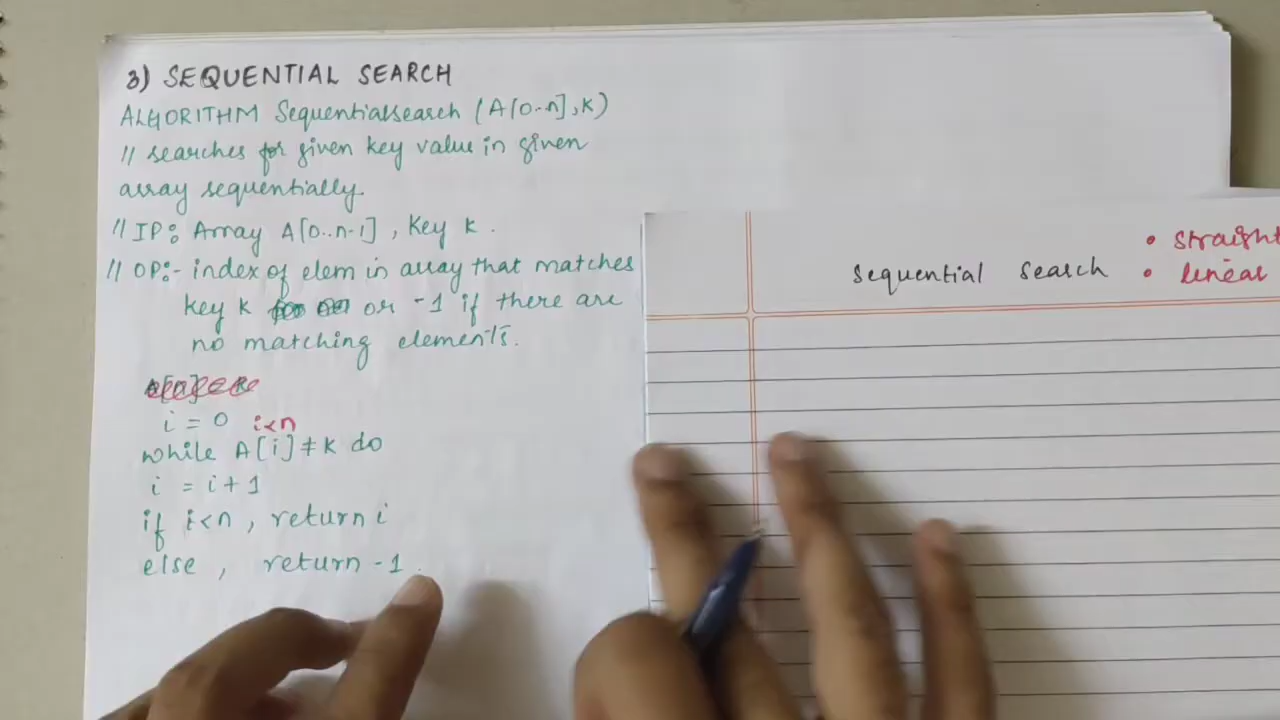 3) SEQUENTIAL SEARCH
ALGORITHM Sequentialsearch (A[0..n], K)
// searches for given key value in given
array sequentially.
// IP: Array A[0..n-1], Key K.
// OP:- index of elem in array that matches
key K or -1 if there are
no matching elements.
i = 0 i<n
while A[i] ≠ K do
i = i+1
if i<n, return i
else, return -1.
sequential search
• straight
• linear